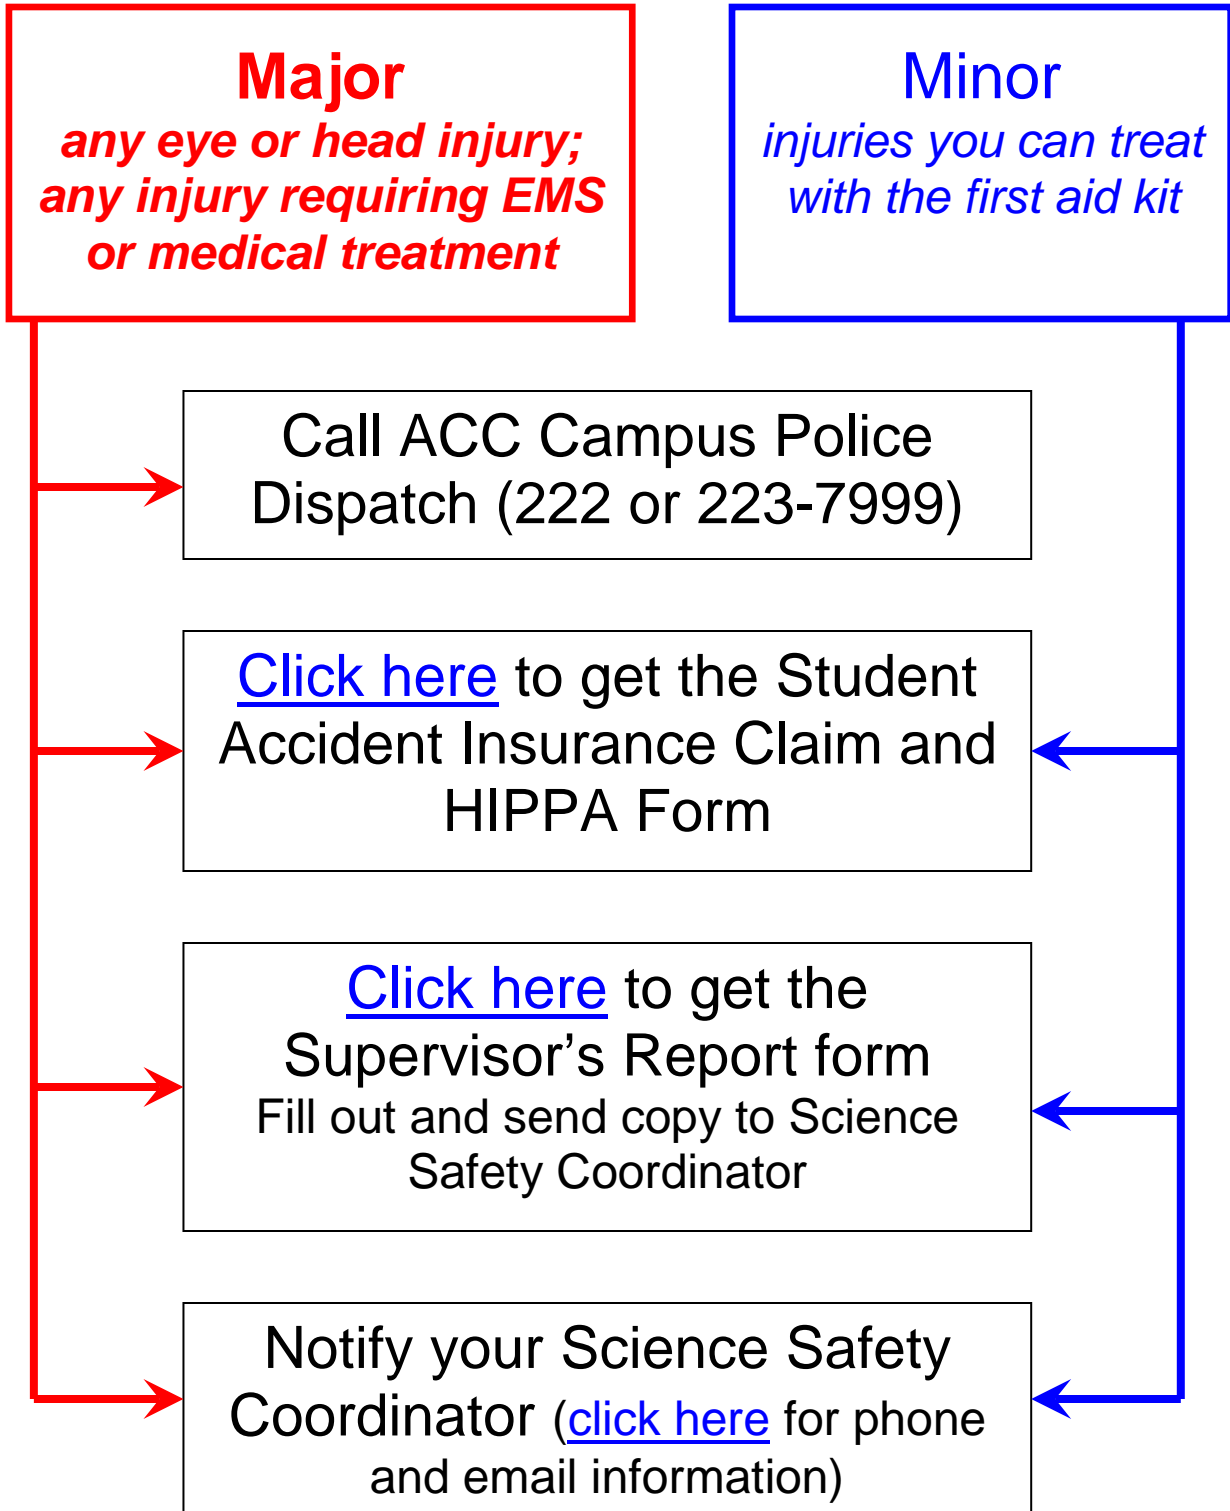 Major
any eye or head injury;
any injury requiring EMS
or medical treatment
Minor
injuries you can treat
with the first aid kit
Call ACC Campus Police
Dispatch (222 or 223-7999)
Click here to get the Student
Accident Insurance Claim and
HIPPA Form
Click here to get the
Supervisor’s Report form
Fill out and send copy to Science
Safety Coordinator
Notify your Science Safety
Coordinator (click here for phone
and email information)